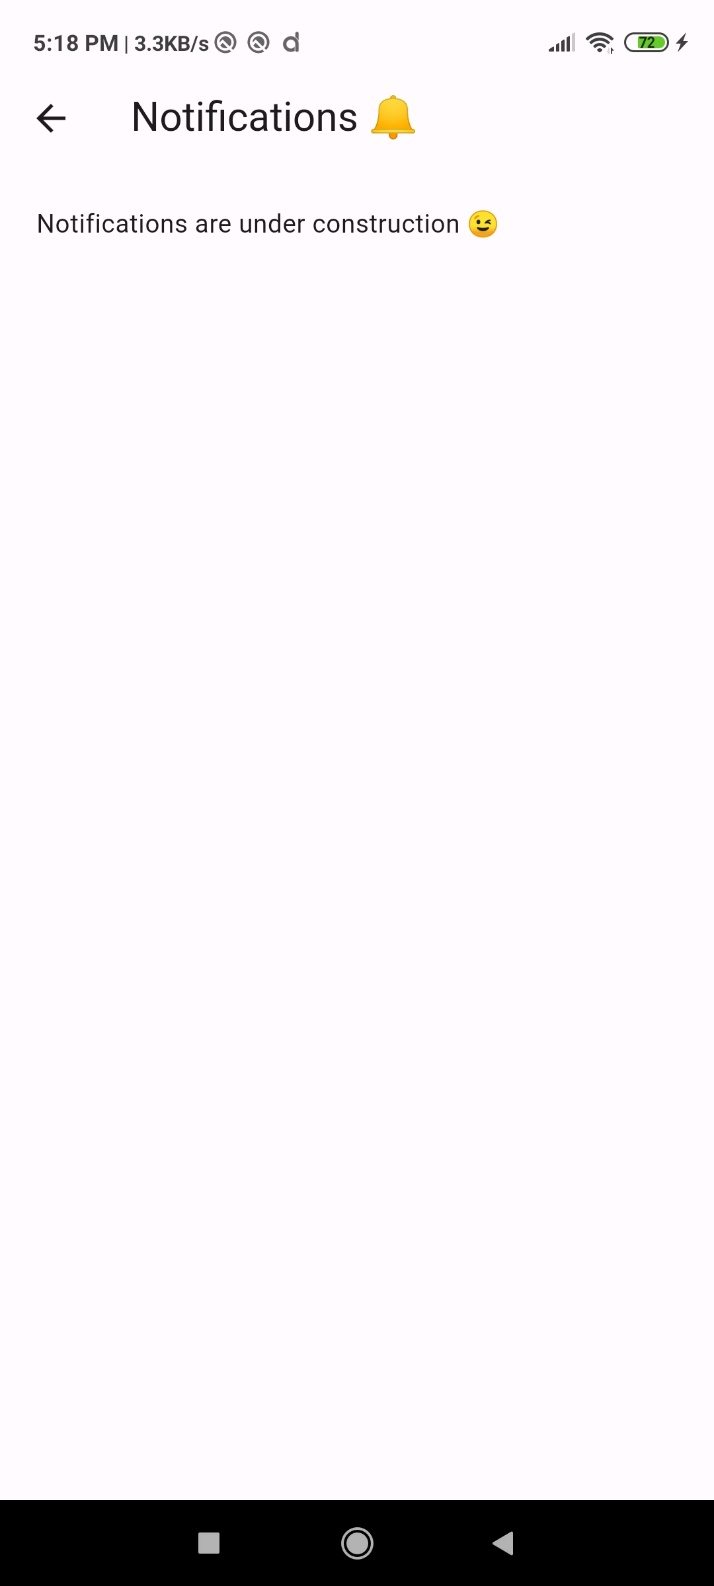 5:18 PM | 3.3KB/s
72
Notifications 🔔
Notifications are under construction 😉